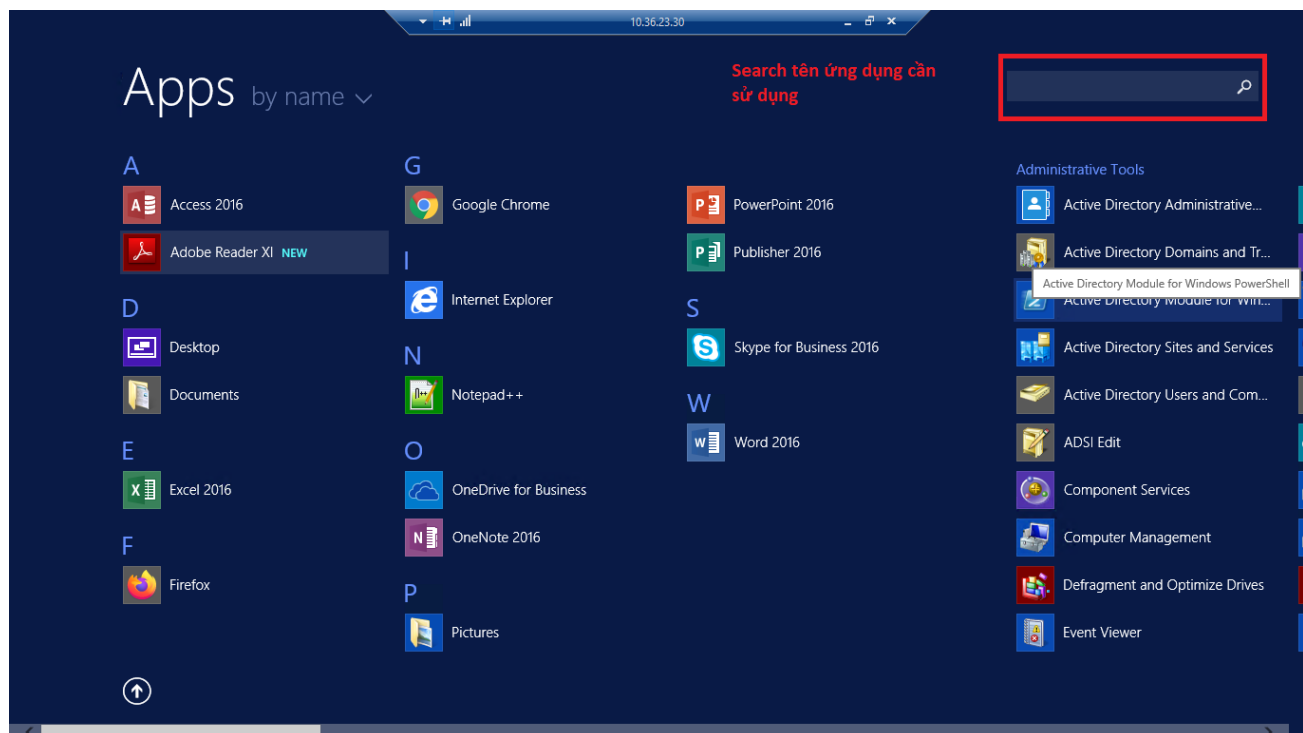 10.36.23.30
Apps by name
Search tên ứng dụng cần
sử dụng
A
Access 2016
Adobe Reader XI NEW
D
Desktop
Documents
E
Excel 2016
F
Firefox
G
Google Chrome
I
Internet Explorer
N
Notepad++
O
OneDrive for Business
OneNote 2016
P
Pictures
PowerPoint 2016
Publisher 2016
S
Skype for Business 2016
W
Word 2016
Administrative Tools
Active Directory Administrative...
Active Directory Domains and Tr...
Active Directory Module for Windows PowerShell
Active Directory Module for Win...
Active Directory Sites and Services
Active Directory Users and Com...
ADSI Edit
Component Services
Computer Management
Defragment and Optimize Drives
Event Viewer